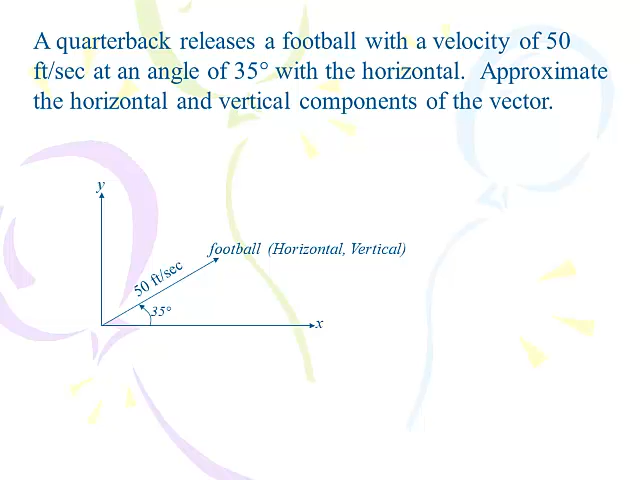 A quarterback releases a football with a velocity of 50
ft/sec at an angle of 35° with the horizontal. Approximate
the horizontal and vertical components of the vector.
y
football (Horizontal, Vertical)
50 ft/sec
35°
x